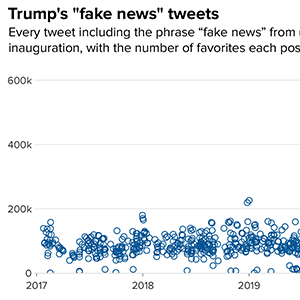 Trump's "fake news" tweets
Every tweet including the phrase “fake news” from
inauguration, with the number of favorites each pos
600k
400k
200k
0
2017
2018
2019